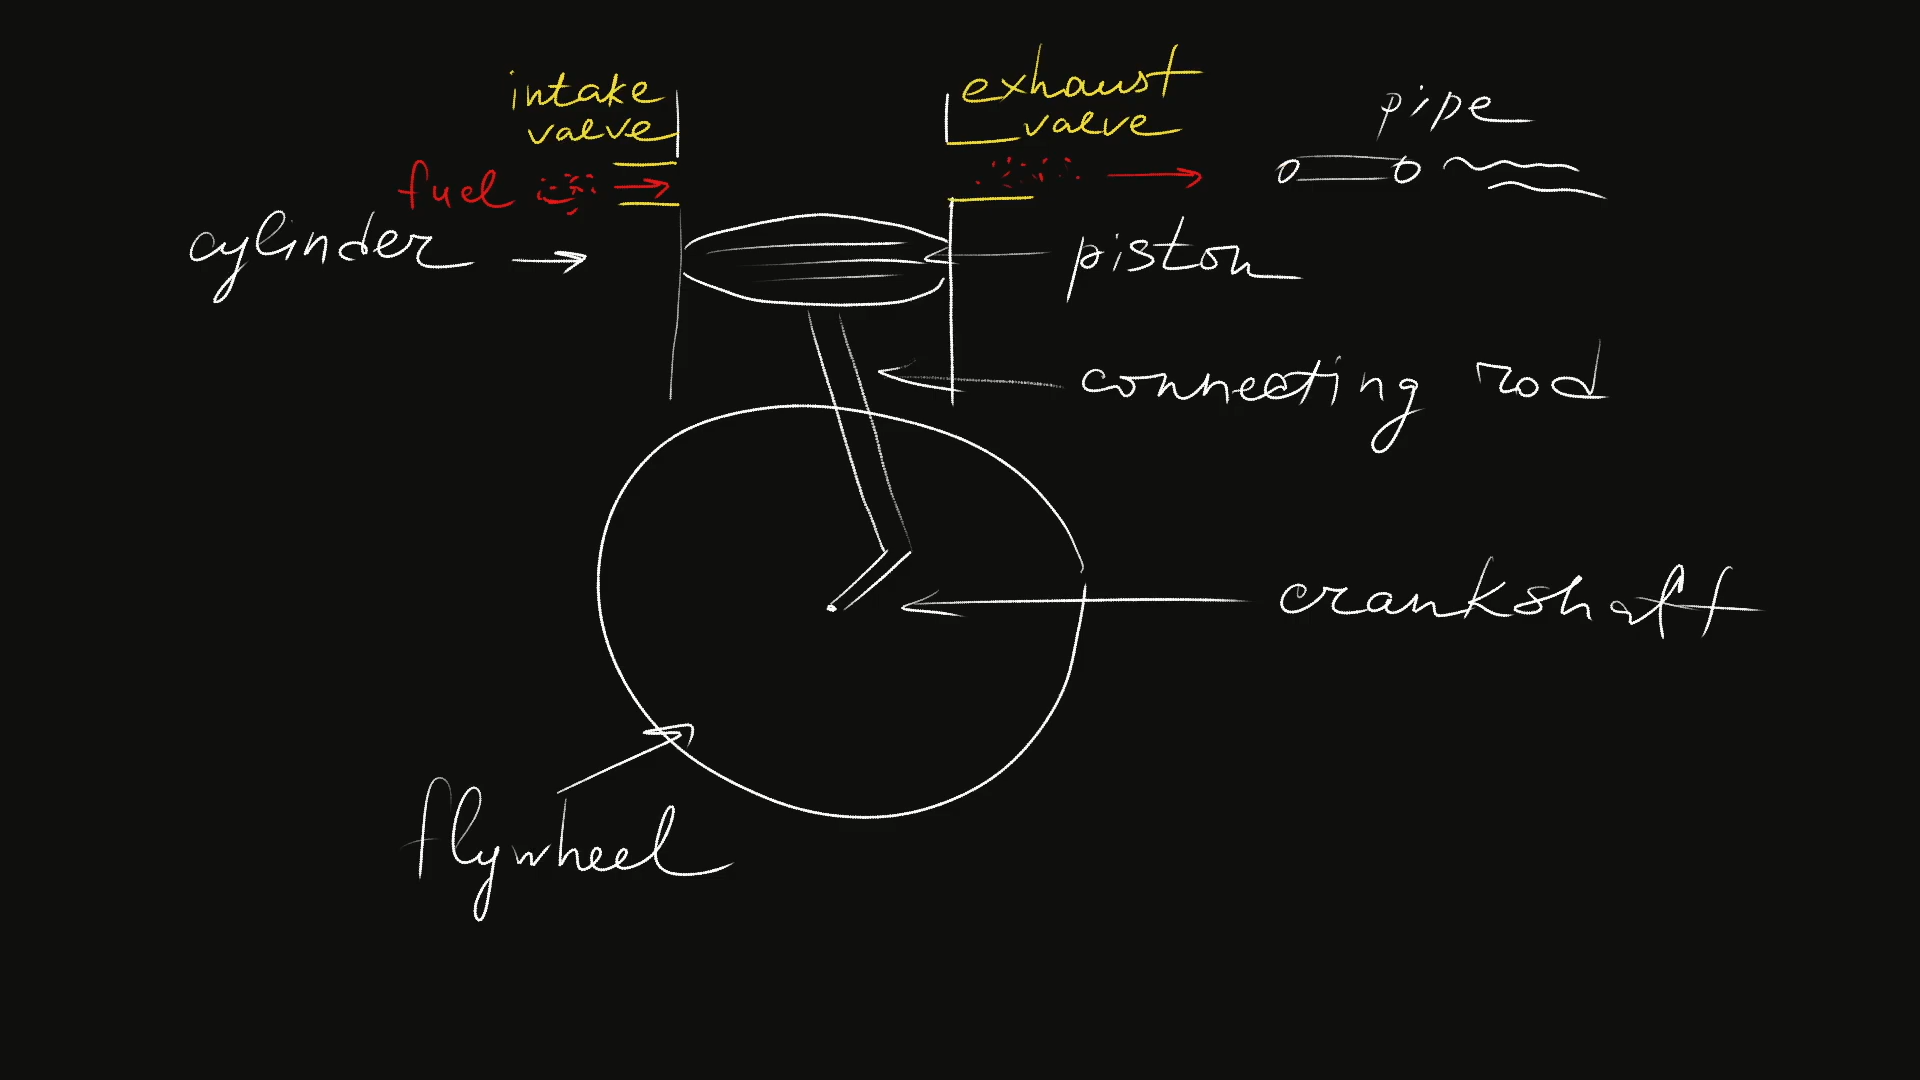 intake
valve
exhaust
valve
pipe
fuel
cylinder
piston
connecting rod
crankshaft
flywheel